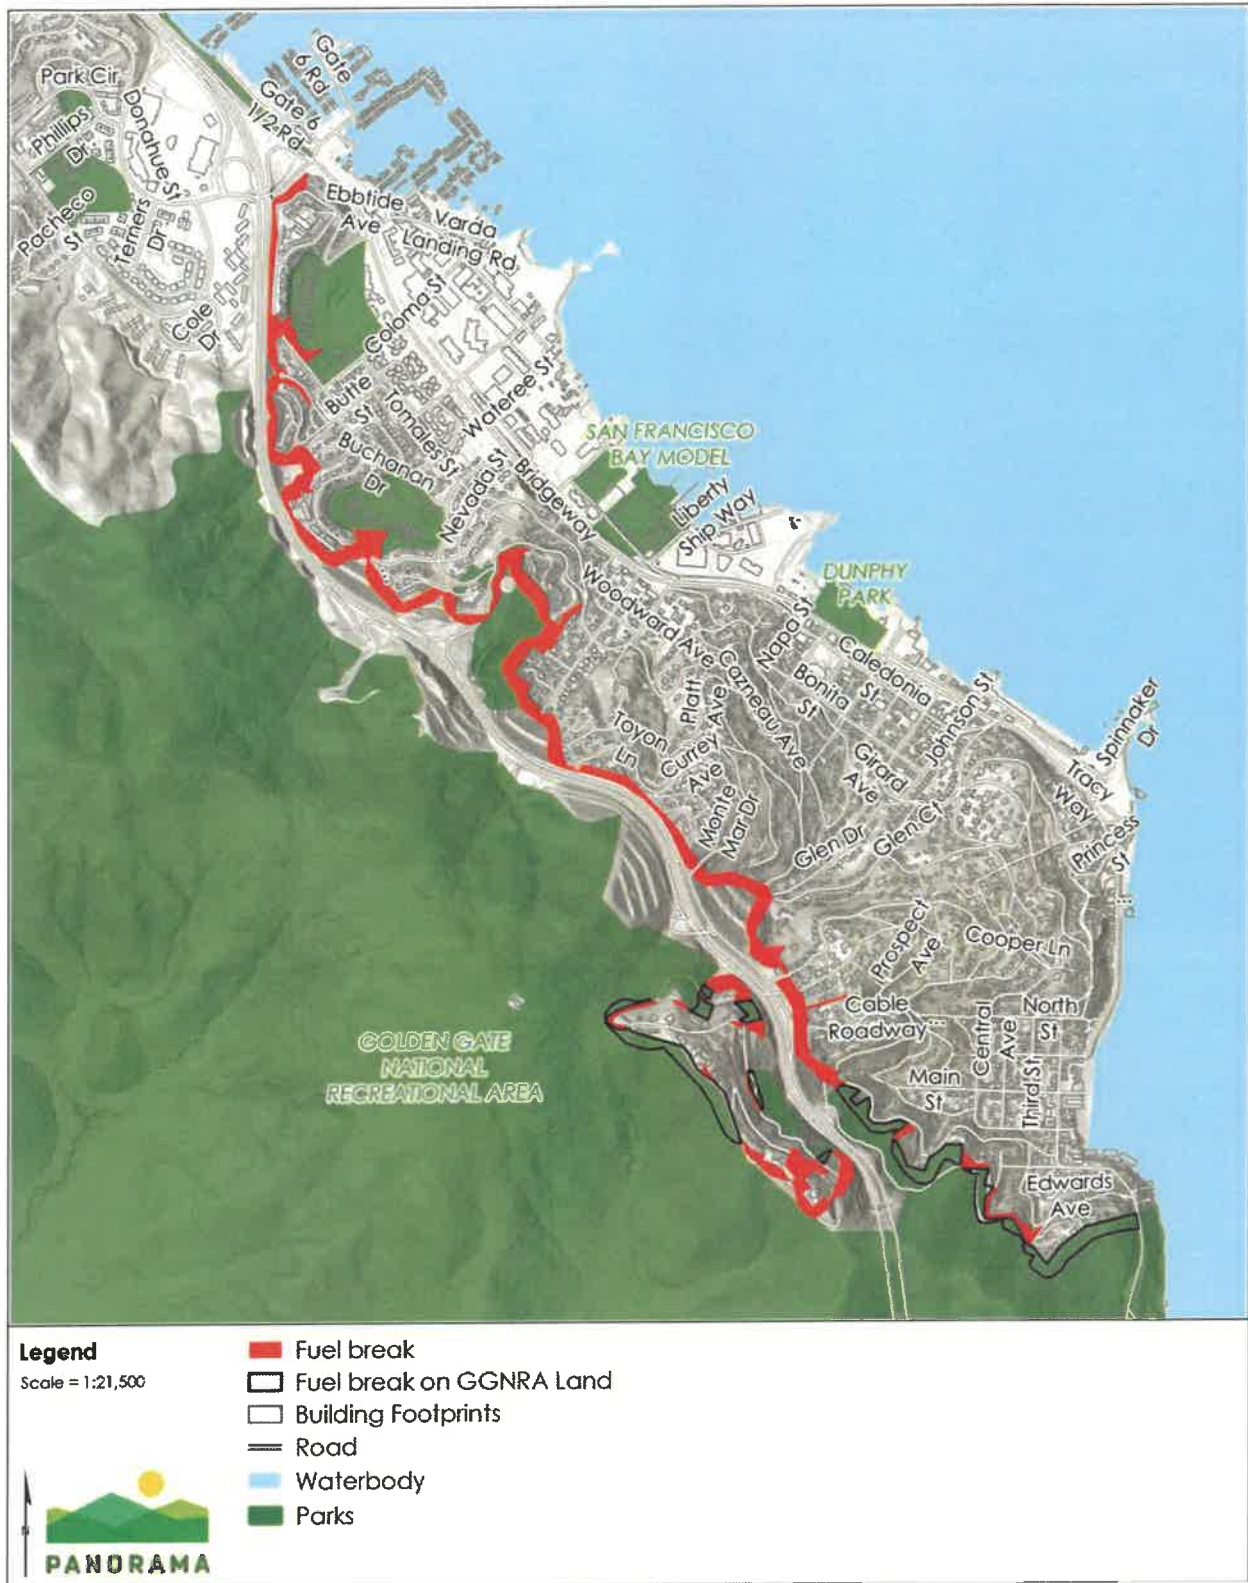 Park Cir
Phillips
Dr
Donahue St
Pacheco
St
Terners
Dr
Cole
Dr
Gate
6 Rd
Gate 6
1/2 Rd
Ebbtide
Ave
Varda
Landing Rd
Coloma St
Butte
St
Tomales St
Buchanan
Dr
Wateree St
Nevada St
Bridgeway
SAN FRANCISCO
BAY MODEL
Liberty
Ship Way
DUNPHY
PARK
Woodward Ave
Napa St
Caledonia
St
Bonita
St
Cazneau Ave
Platt
Ave
Currey
Ave
Toyon
Ln
Monte
Mar Dr
Girard
Ave
Johnson St
Spinnaker
Dr
Tracy
Way
Princess
St
Glen Dr
Glen Ct
Prospect
Ave
Cooper Ln
Cable
Roadway
Central
Ave
North
St
Main
St
Third St
Edwards
Ave
GOLDEN GATE
NATIONAL
RECREATIONAL AREA
Legend
Scale = 1:21,500
Fuel break
Fuel break on GGNRA Land
Building Footprints
Road
Waterbody
Parks
N
PANORAMA